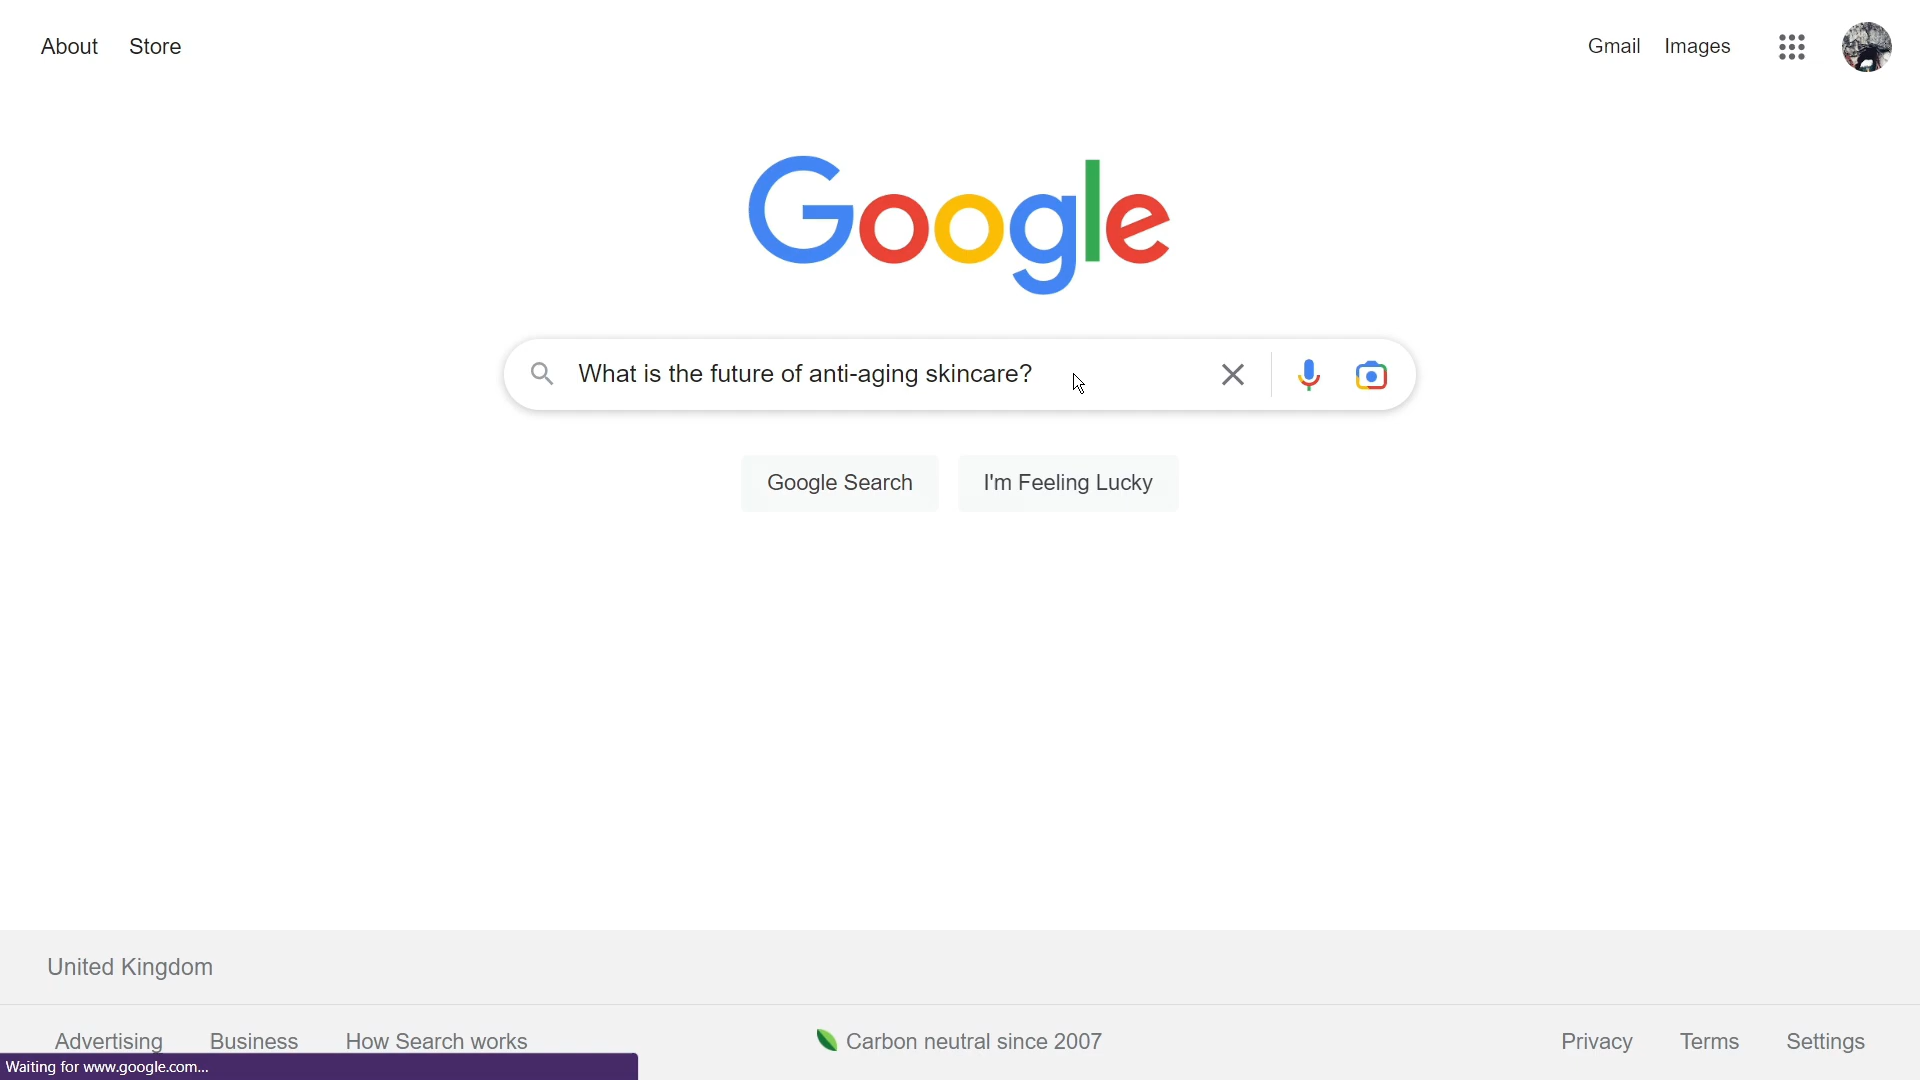 About Store
Gmail Images
Google
What is the future of anti-aging skincare?
Google Search I'm Feeling Lucky
United Kingdom
Advertising Business How Search works Carbon neutral since 2007 Privacy Terms Settings
Waiting for www.google.com...